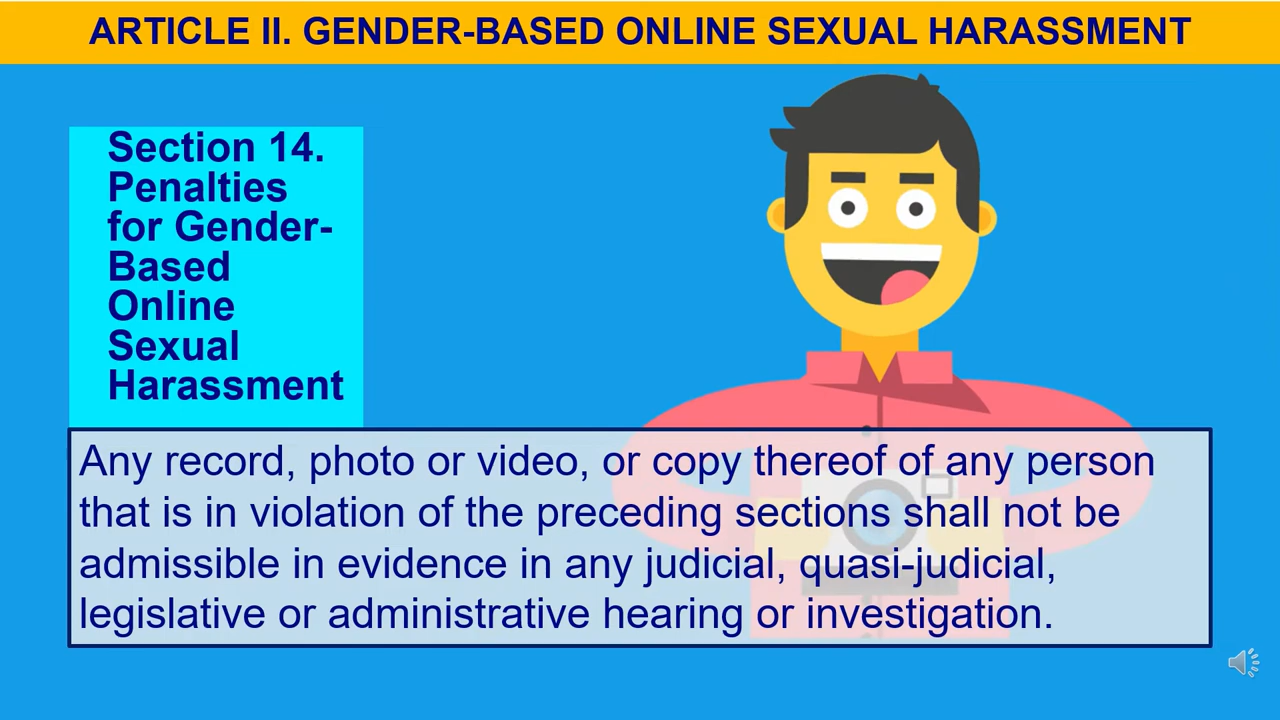 ARTICLE II. GENDER-BASED ONLINE SEXUAL HARASSMENT
Section 14.
Penalties
for Gender-
Based
Online
Sexual
Harassment
Any record, photo or video, or copy thereof of any person
that is in violation of the preceding sections shall not be
admissible in evidence in any judicial, quasi-judicial,
legislative or administrative hearing or investigation.